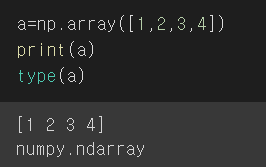 a=np.array([1,2,3,4])
print(a)
type(a)
[1 2 3 4]
numpy.ndarray